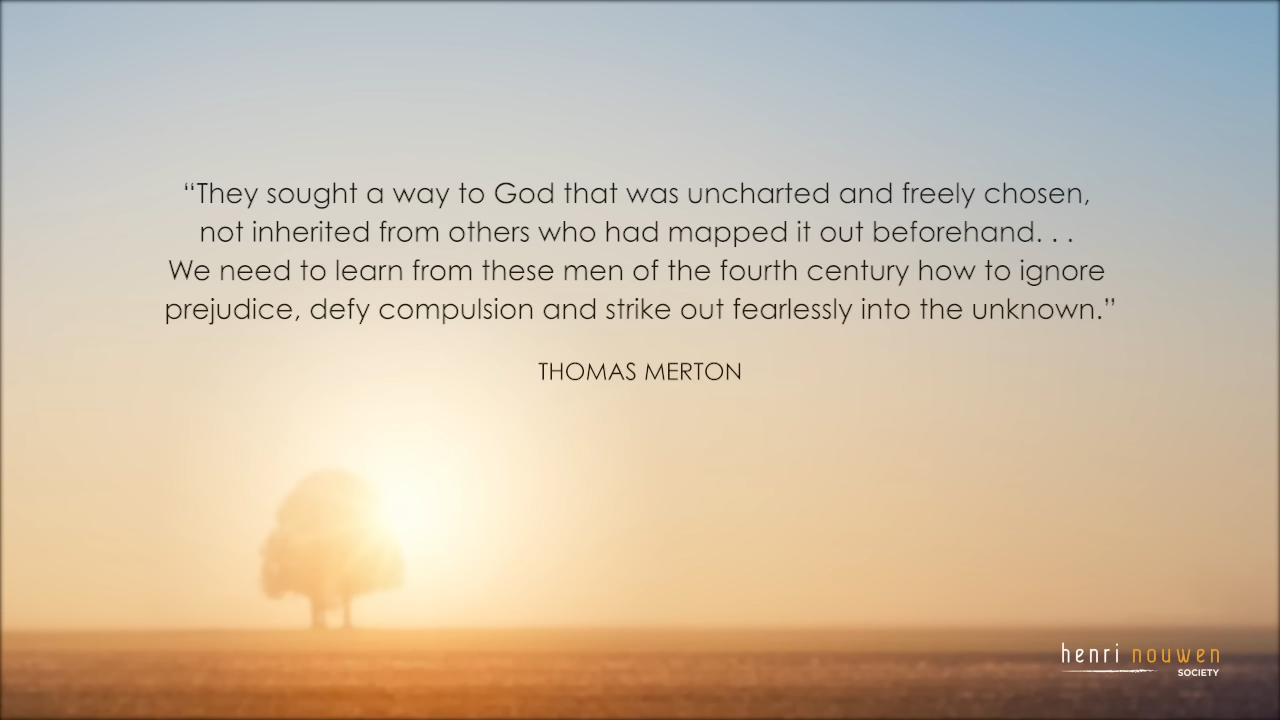 “They sought a way to God that was uncharted and freely chosen,
not inherited from others who had mapped it out beforehand. . .
We need to learn from these men of the fourth century how to ignore
prejudice, defy compulsion and strike out fearlessly into the unknown.”
THOMAS MERTON
henri nouwen
SOCIETY